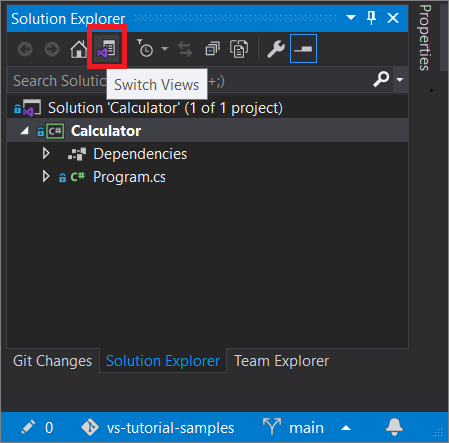 Solution Explorer
Properties
Search Solutio +;)
Switch Views
Solution 'Calculator' (1 of 1 project)
C# Calculator
Dependencies
C# Program.cs
Git Changes Solution Explorer Team Explorer
0 vs-tutorial-samples main